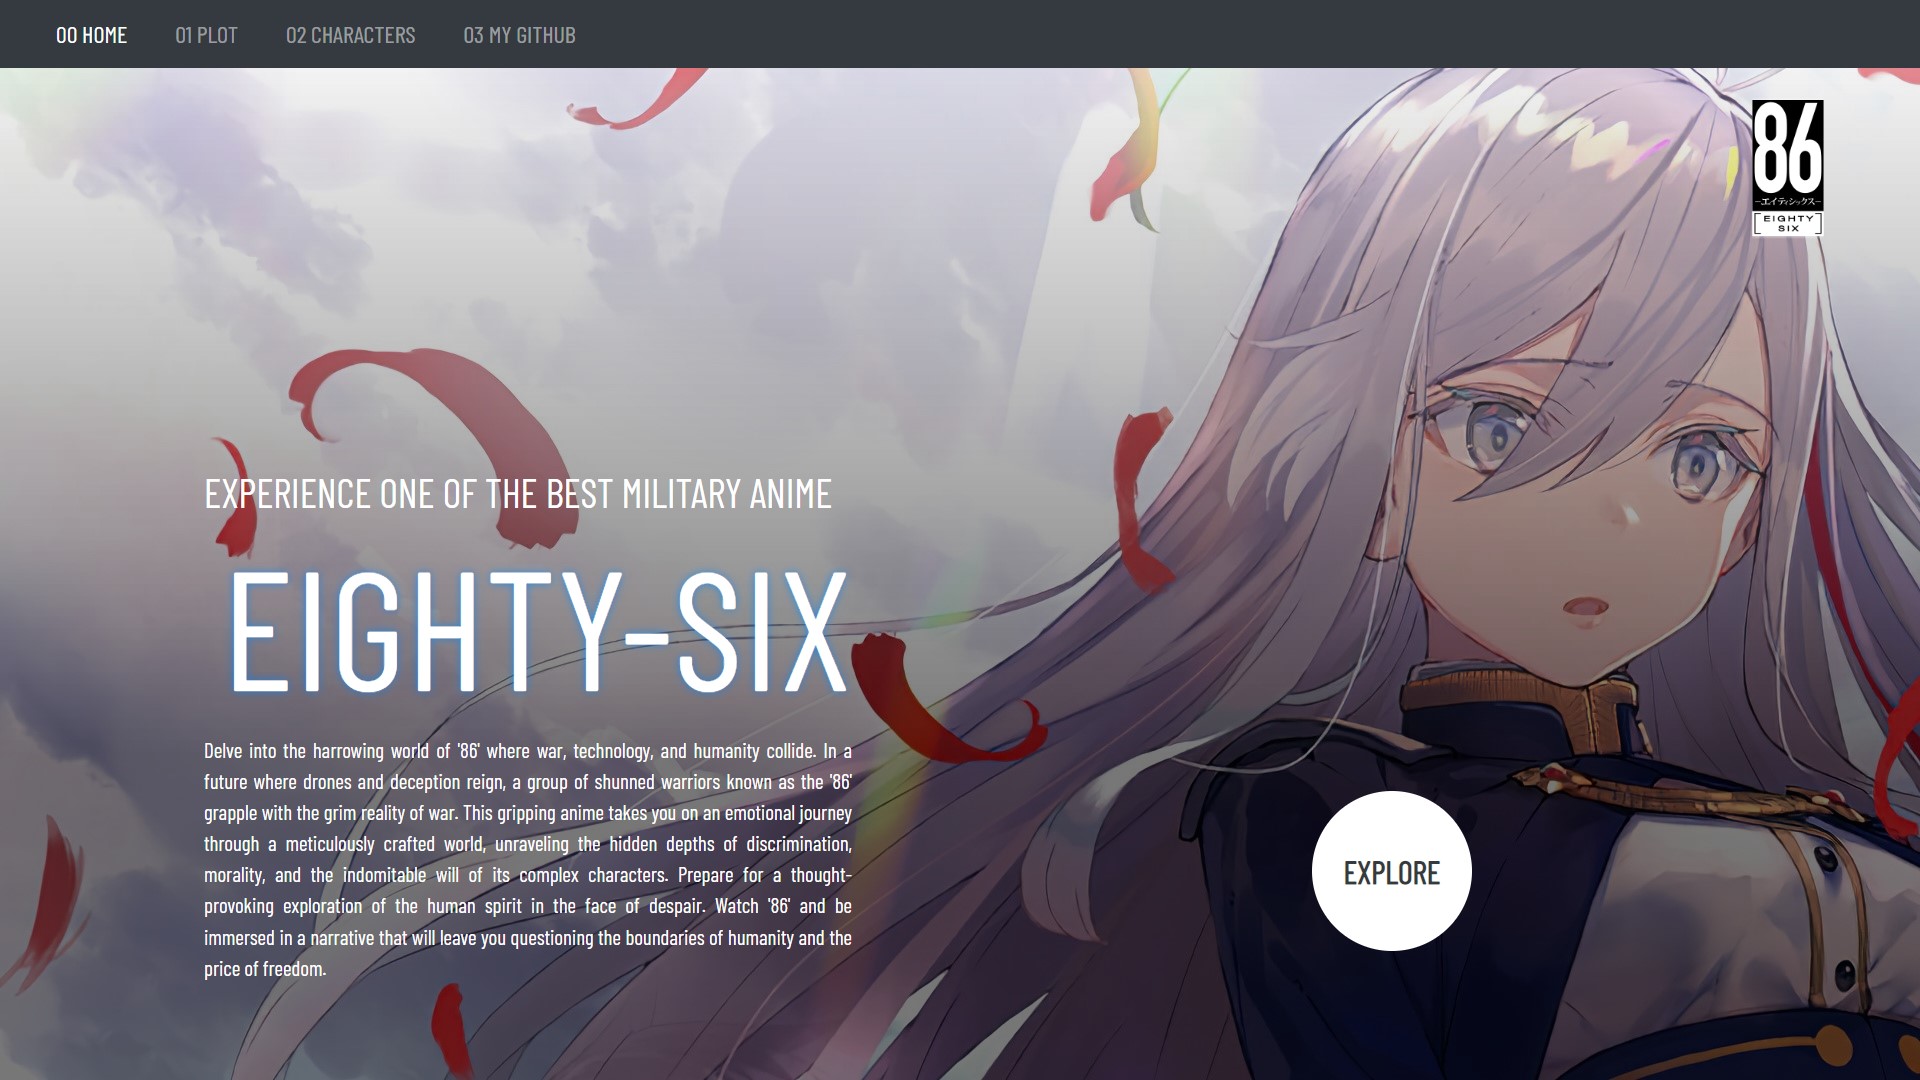 00 HOME
01 PLOT
02 CHARACTERS
03 MY GITHUB
86
-エイティシックス-
EIGHTY
SIX
EXPERIENCE ONE OF THE BEST MILITARY ANIME
EIGHTY-SIX
Delve into the harrowing world of '86' where war, technology, and humanity collide. In a
future where drones and deception reign, a group of shunned warriors known as the '86'
grapple with the grim reality of war. This gripping anime takes you on an emotional journey
through a meticulously crafted world, unraveling the hidden depths of discrimination,
morality, and the indomitable will of its complex characters. Prepare for a thought-
provoking exploration of the human spirit in the face of despair. Watch '86' and be
immersed in a narrative that will leave you questioning the boundaries of humanity and the
price of freedom.
EXPLORE